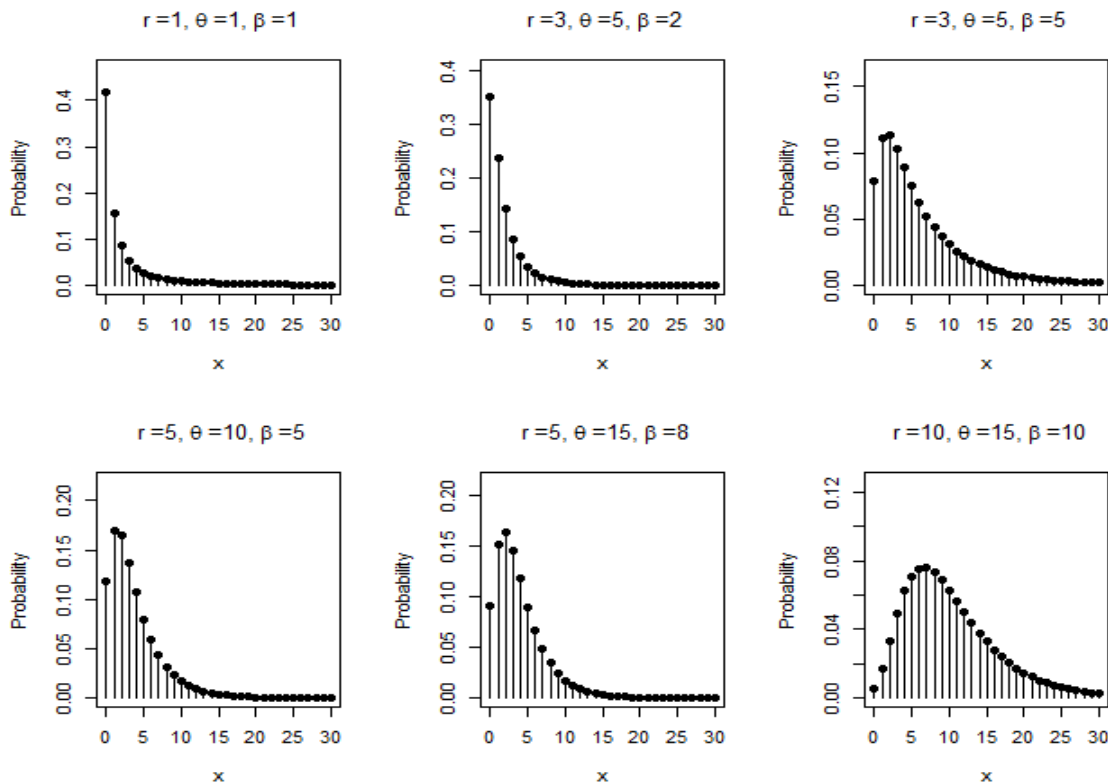 r =1, θ =1, β =1
Probability
0.0 0.1 0.2 0.3 0.4
0 5 10 15 20 25 30
x
r =3, θ =5, β =2
Probability
0.0 0.1 0.2 0.3 0.4
0 5 10 15 20 25 30
x
r =3, θ =5, β =5
Probability
0.00 0.05 0.10 0.15
0 5 10 15 20 25 30
x
r =5, θ =10, β =5
Probability
0.00 0.05 0.10 0.15 0.20
0 5 10 15 20 25 30
x
r =5, θ =15, β =8
Probability
0.00 0.05 0.10 0.15 0.20
0 5 10 15 20 25 30
x
r =10, θ =15, β =10
Probability
0.00 0.04 0.08 0.12
0 5 10 15 20 25 30
x